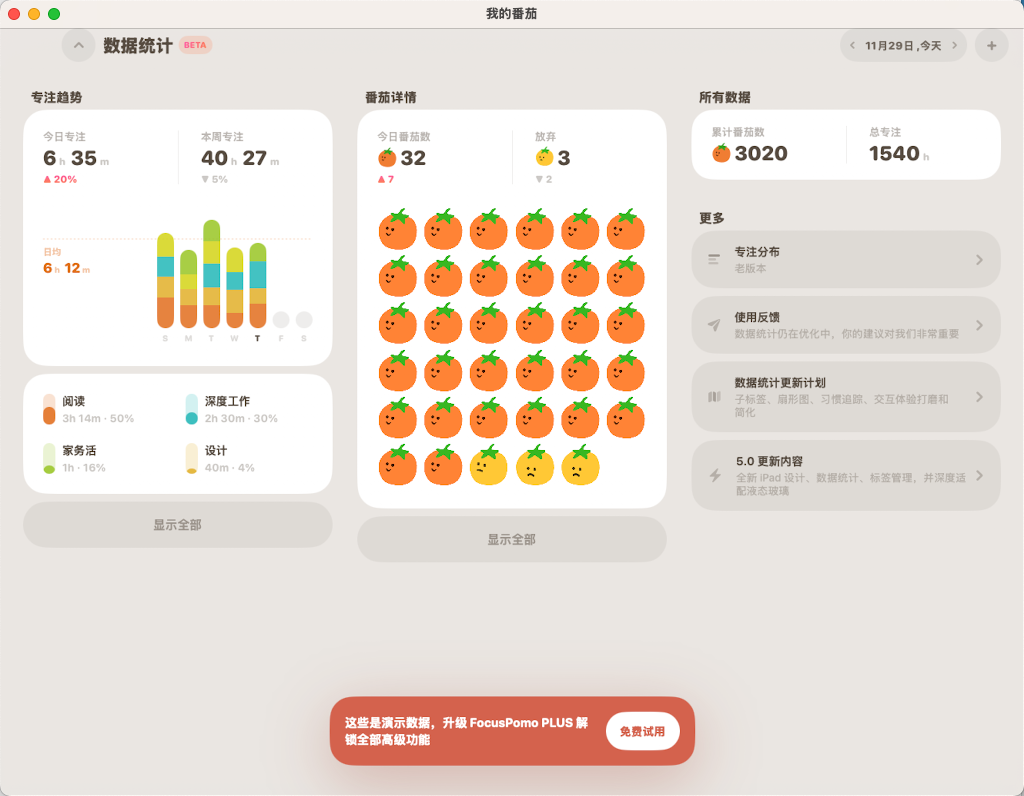 我的番茄
数据统计 BETA
11月29日 ,今天
专注趋势
今日专注
6 h 35 m
20%
本周专注
40 h 27 m
5%
日均
6 h 12 m
S M T W T F S
阅读
3h 14m · 50%
深度工作
2h 30m · 30%
家务活
1h · 16%
设计
40m · 4%
显示全部
番茄详情
今日番茄数
32
7
放弃
3
2
显示全部
所有数据
累计番茄数
3020
总专注
1540 h
更多
专注分布
老版本
使用反馈
数据统计仍在优化中，你的建议对我们非常重要
数据统计更新计划
子标签、扇形图、习惯追踪、交互体验打磨和
简化
5.0 更新内容
全新 iPad 设计、数据统计、标签管理，并深度适
配液态玻璃
这些是演示数据，升级 FocusPomo PLUS 解
锁全部高级功能
免费试用